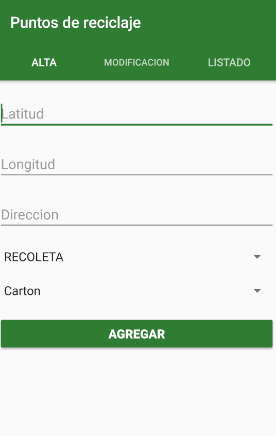 Puntos de reciclaje
ALTA MODIFICACION LISTADO
Latitud
Longitud
Direccion
RECOLETA
Carton
AGREGAR